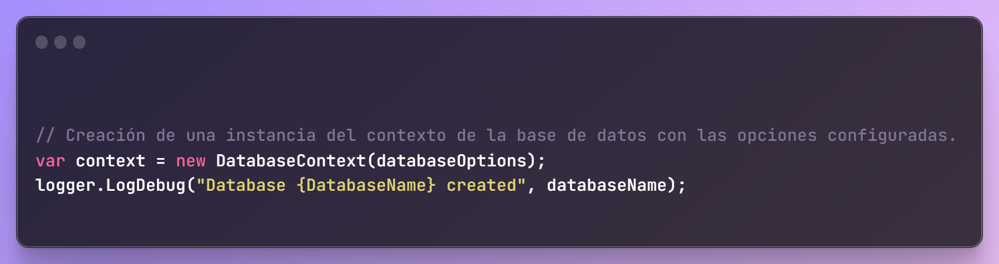 // Creación de una instancia del contexto de la base de datos con las opciones configuradas.
var context = new DatabaseContext(databaseOptions);
logger.LogDebug("Database {DatabaseName} created", databaseName);